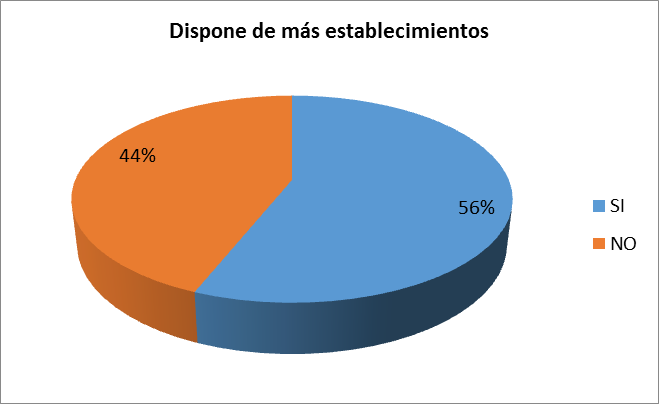 Dispone de más establecimientos
44%
56%
SI
NO